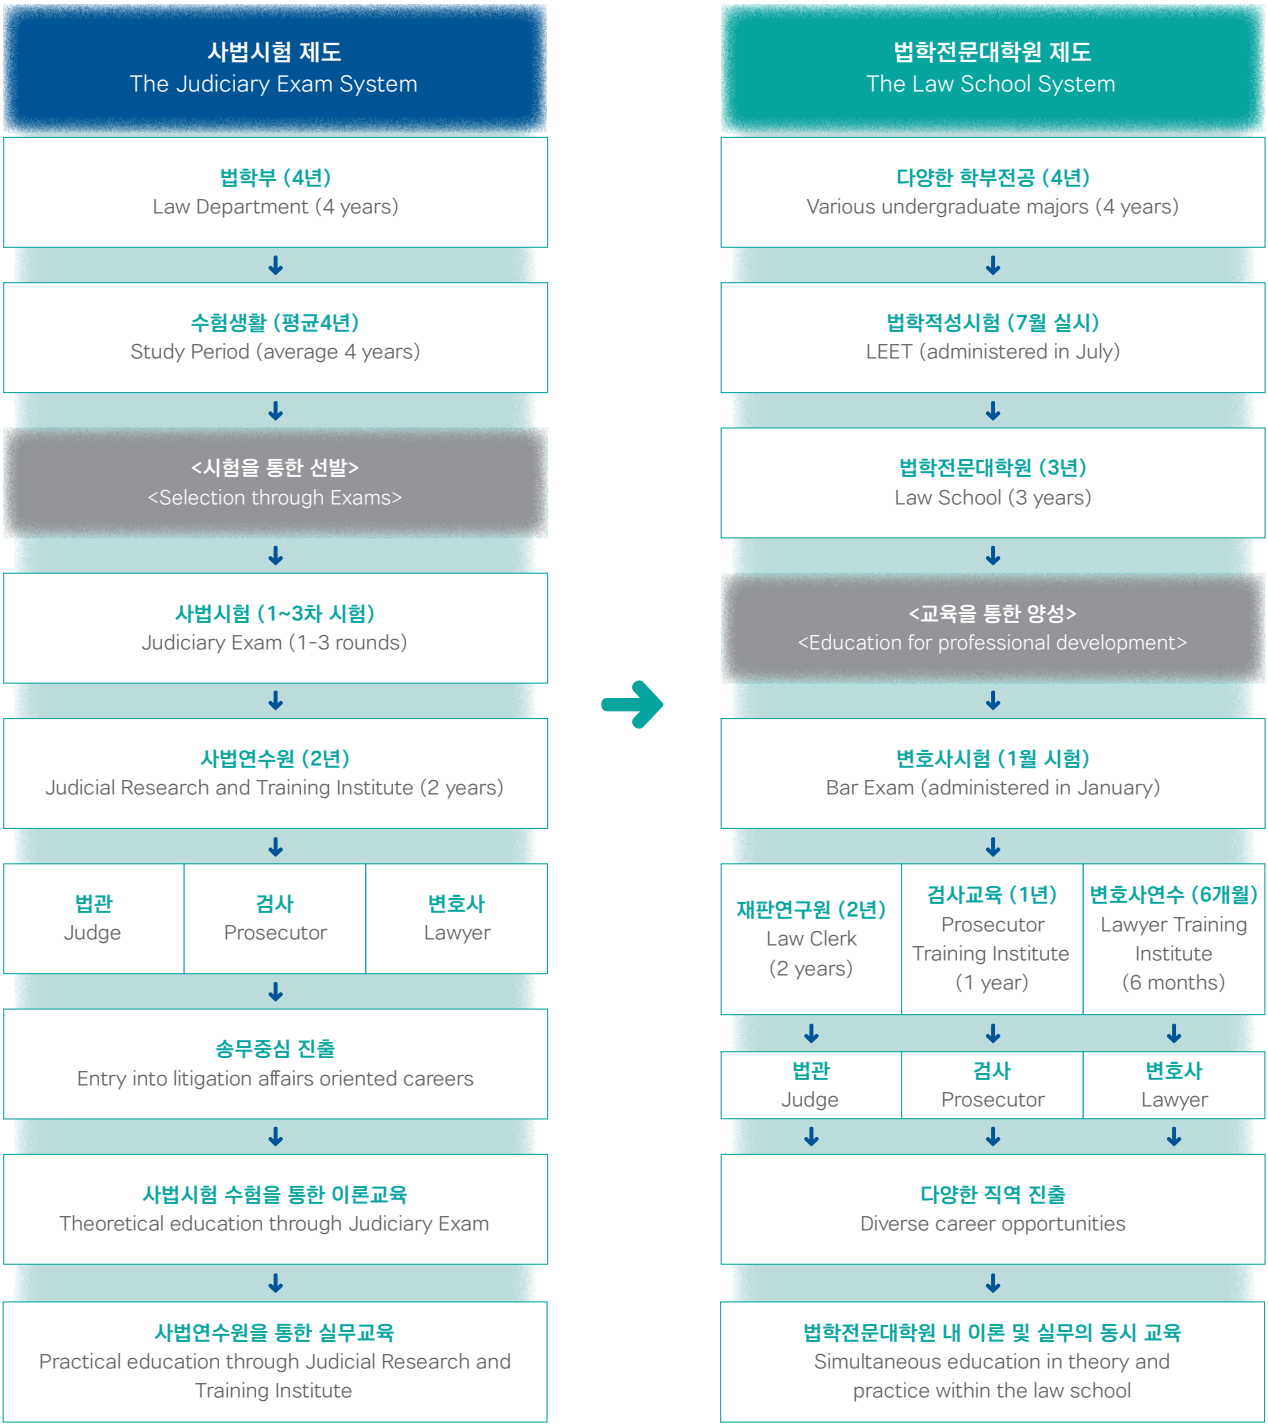 사법시험 제도
The Judiciary Exam System
법학부 (4년)
Law Department (4 years)
수험생활 (평균4년)
Study Period (average 4 years)
<시험을 통한 선발>
<Selection through Exams>
사법시험 (1~3차 시험)
Judiciary Exam (1-3 rounds)
사법연수원 (2년)
Judicial Research and Training Institute (2 years)
법관
Judge
검사
Prosecutor
변호사
Lawyer
송무중심 진출
Entry into litigation affairs oriented careers
사법시험 수험을 통한 이론교육
Theoretical education through Judiciary Exam
사법연수원을 통한 실무교육
Practical education through Judicial Research and
Training Institute
법학전문대학원 제도
The Law School System
다양한 학부전공 (4년)
Various undergraduate majors (4 years)
법학적성시험 (7월 실시)
LEET (administered in July)
법학전문대학원 (3년)
Law School (3 years)
<교육을 통한 양성>
<Education for professional development>
변호사시험 (1월 시험)
Bar Exam (administered in January)
재판연구원 (2년)
Law Clerk
(2 years)
검사교육 (1년)
Prosecutor
Training Institute
(1 year)
변호사연수 (6개월)
Lawyer Training
Institute
(6 months)
법관
Judge
검사
Prosecutor
변호사
Lawyer
다양한 직역 진출
Diverse career opportunities
법학전문대학원 내 이론 및 실무의 동시 교육
Simultaneous education in theory and
practice within the law school